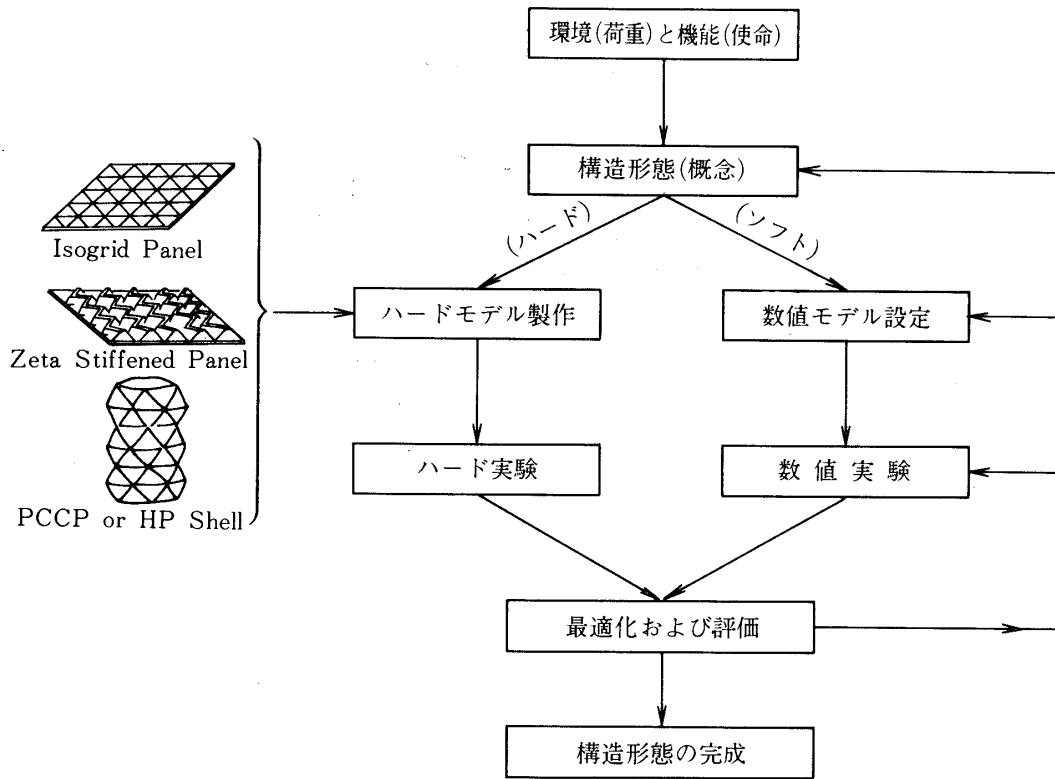 環境(荷重)と機能(使命)
構造形態(概念)
(ハード)
(ソフト)
Isogrid Panel
ハードモデル製作
数値モデル設定
Zeta Stiffened Panel
ハード実験
数値実験
PCCP or HP Shell
最適化および評価
構造形態の完成